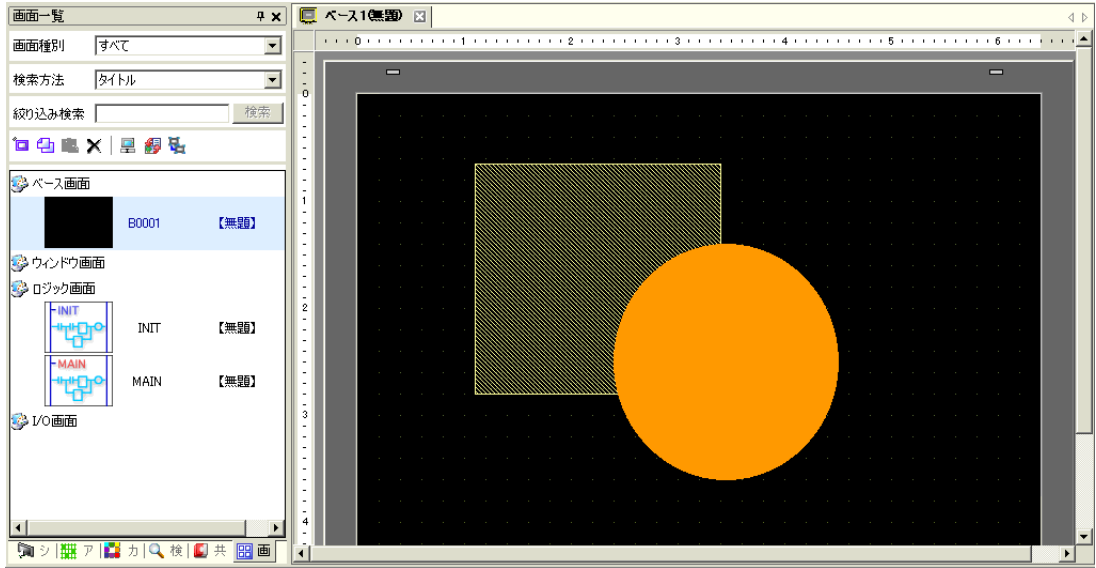 画面一覧
画面種別 すべて
検索方法 タイトル
絞り込み検索 検索
ベース画面
B0001 【無題】
ウィンドウ画面
ロジック画面
INIT
INIT 【無題】
MAIN
MAIN 【無題】
I/O画面
シ ア カ 検 共 画
ベース1(無題)
0 1 2 3 4 5 6
0
1
2
3
4